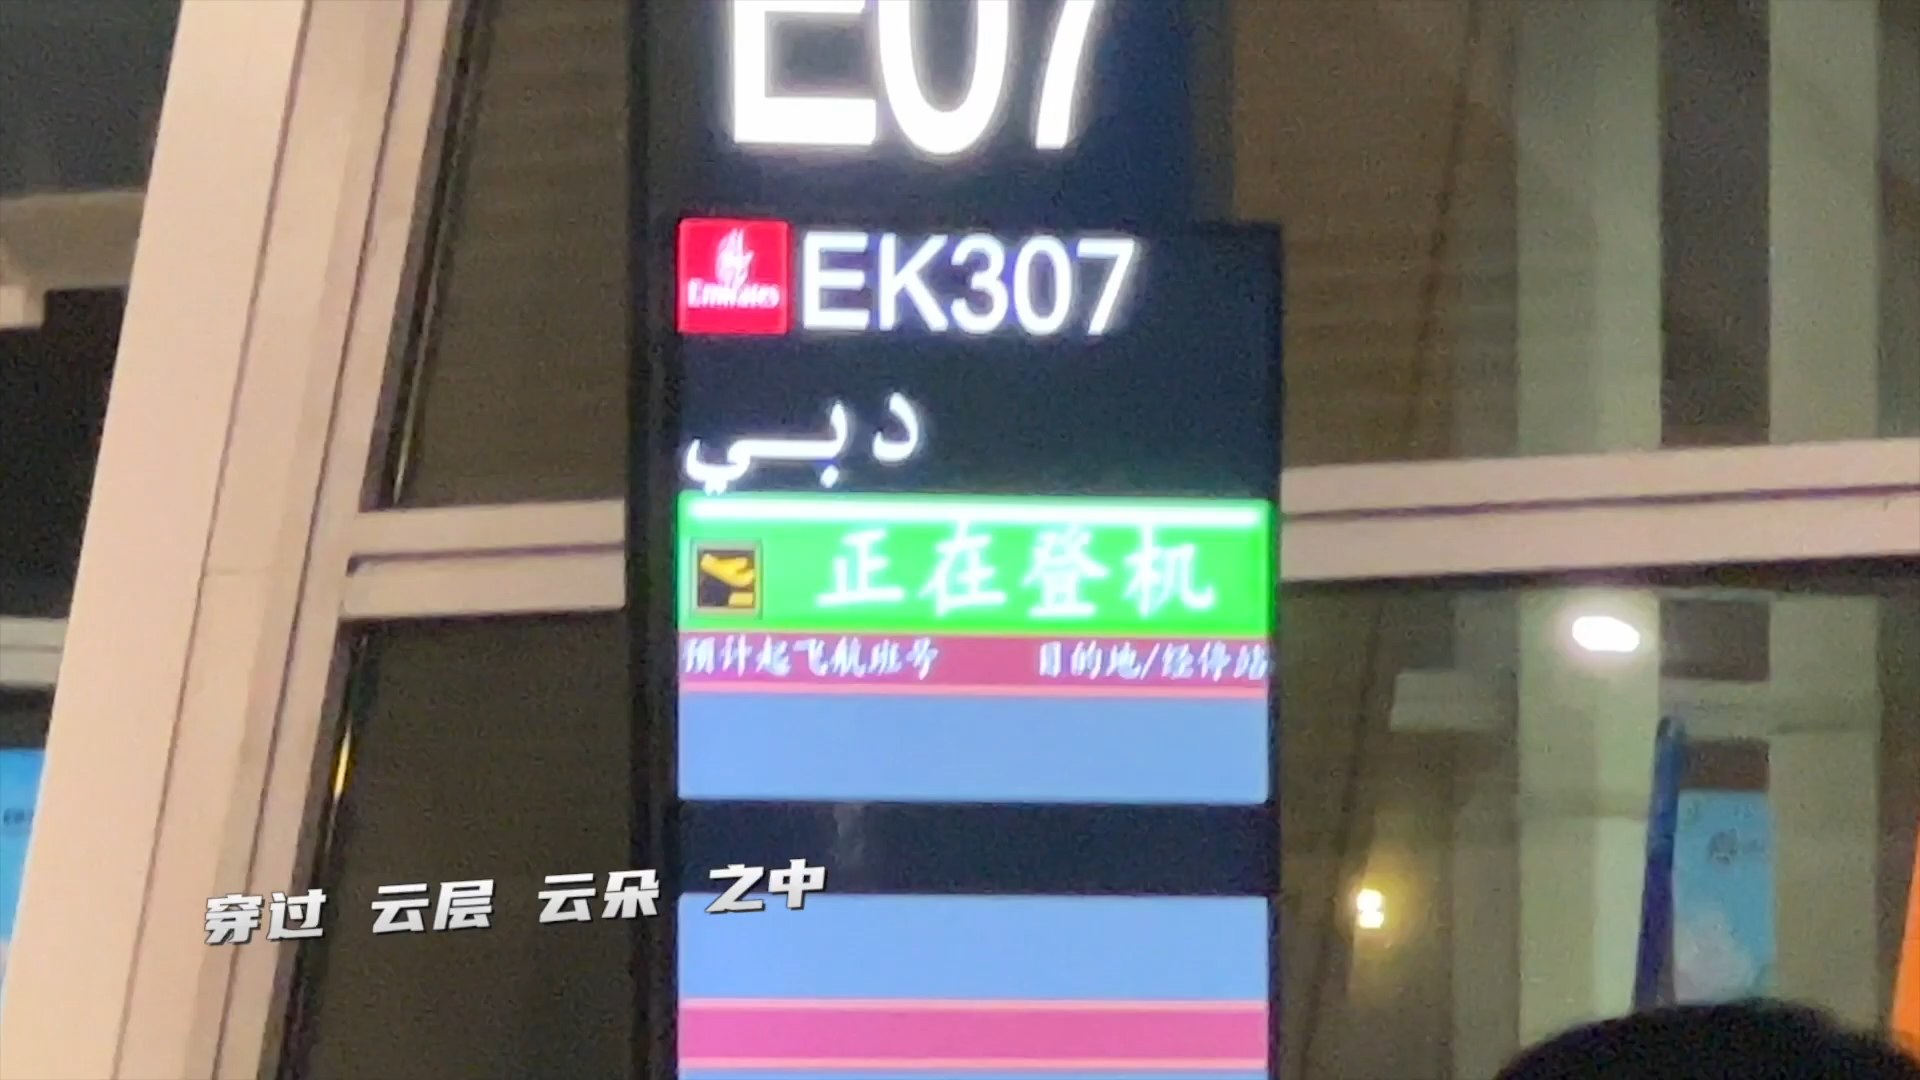 E07
Emirates
EK307
دبي
正在登机
预计起飞航班号 目的地/经停站
穿过 云层 云朵 之中